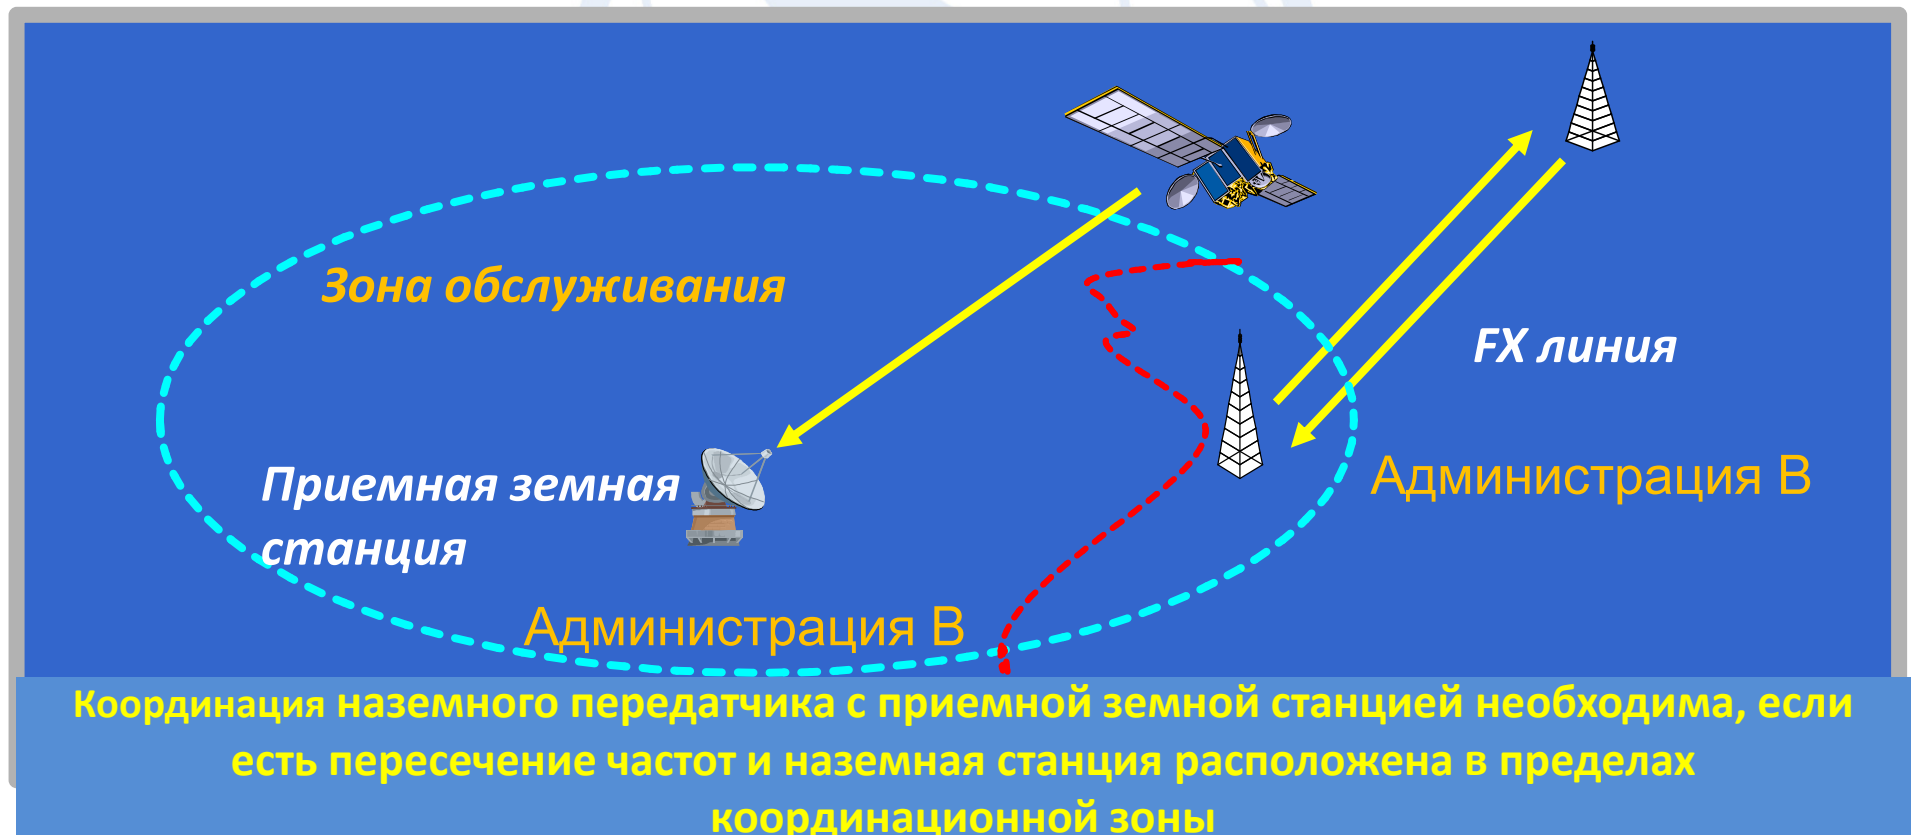 Зона обслуживания
FX линия
Приемная земная
станция
Администрация В
Администрация В
Координация наземного передатчика с приемной земной станцией необходима, если
есть пересечение частот и наземная станция расположена в пределах
координационной зоны